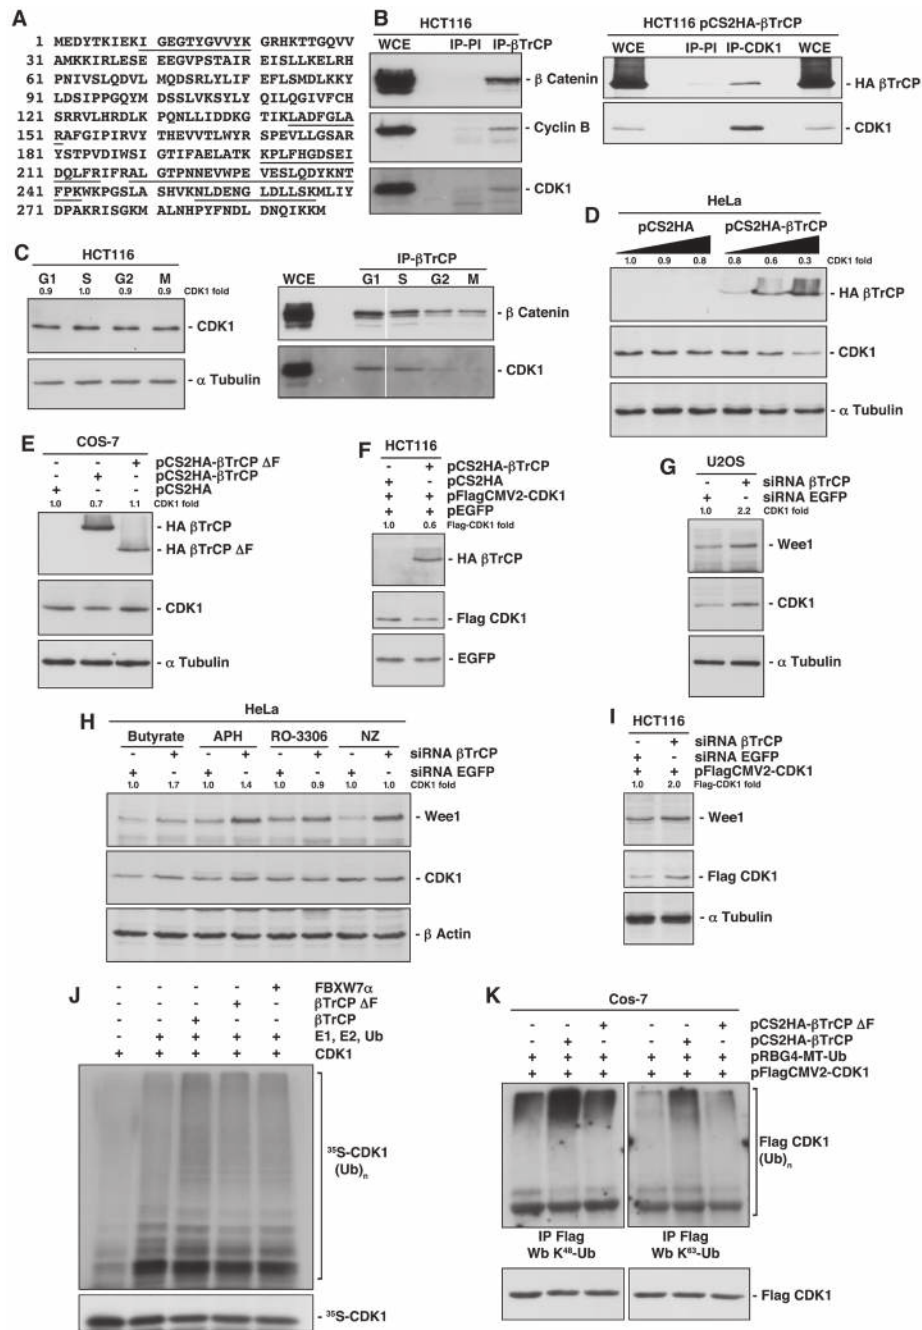 A
1 MEDYTKIEKI GEGTYGVVYK GRHKTTGQVV
31 AMKKIRLESE EEGVPSTAIR EISLLKELRH
61 PNIVSLQDVL MQDSRLYLIF EFLSMDLKKY
91 LDSIPPGQYM DSSLVKSYLY QILQGIVFCH
121 SRRVLHRDLK PQNLLIDDKG TIKLADFGLA
151 RAFGIPIRVY THEVVTLWYR SPEVLLGSAR
181 YSTPVDIWSI GTIFAELATK KPLFHGDSEI
211 DQLFRIFRAL GTPNNEVWPE VESLQDYKNT
241 FPKWKPGSLA SHVKNLDENG LDLLSKMLIY
271 DPAKRISGKM ALNHPYFNDL DNQIKKM
B
HCT116
WCE IP-PI IP-βTrCP
- β Catenin
- Cyclin B
- CDK1
HCT116 pCS2HA-βTrCP
WCE IP-PI IP-CDK1 WCE
- HA βTrCP
- CDK1
C
HCT116
G1 S G2 M
0.9 1.0 0.9 0.9 CDK1 fold
- CDK1
- α Tubulin
IP-βTrCP
WCE G1 S G2 M
- β Catenin
- CDK1
D
HeLa
pCS2HA pCS2HA-βTrCP
1.0 0.9 0.8 0.8 0.6 0.3 CDK1 fold
- HA βTrCP
- CDK1
- α Tubulin
E
COS-7
- - + pCS2HA-βTrCP ΔF
- + - pCS2HA-βTrCP
+ - - pCS2HA
1.0 0.7 1.1 CDK1 fold
- HA βTrCP
- HA βTrCP ΔF
- CDK1
- α Tubulin
F
HCT116
- + pCS2HA-βTrCP
+ - pCS2HA
+ + pFlagCMV2-CDK1
+ + pEGFP
1.0 0.6 Flag-CDK1 fold
- HA βTrCP
- Flag CDK1
- EGFP
G
U2OS
- + siRNA βTrCP
+ - siRNA EGFP
1.0 2.2 CDK1 fold
- Wee1
- CDK1
- α Tubulin
H
HeLa
Butyrate APH RO-3306 NZ
- + - + - + - + siRNA βTrCP
+ - + - + - + - siRNA EGFP
1.0 1.7 1.0 1.4 1.0 0.9 1.0 1.0 CDK1 fold
- Wee1
- CDK1
- β Actin
I
HCT116
- + siRNA βTrCP
+ - siRNA EGFP
+ + pFlagCMV2-CDK1
1.0 2.0 Flag-CDK1 fold
- Wee1
- Flag CDK1
- α Tubulin
J
- - - - + FBXW7α
- - - + - βTrCP ΔF
- - + - - βTrCP
- + + + + E1, E2, Ub
+ + + + + CDK1
³⁵S-CDK1
(Ub)ₙ
- ³⁵S-CDK1
K
Cos-7
- - + - - + pCS2HA-βTrCP ΔF
- + - - + - pCS2HA-βTrCP
+ + + + + + pRBG4-MT-Ub
+ + + + + + pFlagCMV2-CDK1
Flag CDK1
(Ub)ₙ
IP Flag IP Flag
Wb K⁴⁸-Ub Wb K⁶³-Ub
- Flag CDK1